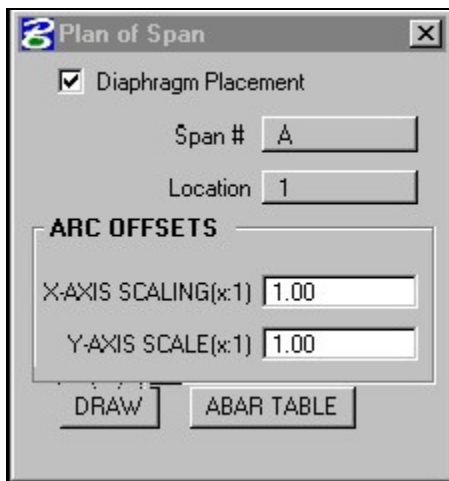 Plan of Span
Diaphragm Placement
Span # A
Location 1
ARC OFFSETS
X-AXIS SCALING(x:1) 1.00
Y-AXIS SCALE(x:1) 1.00
DRAW ABAR TABLE